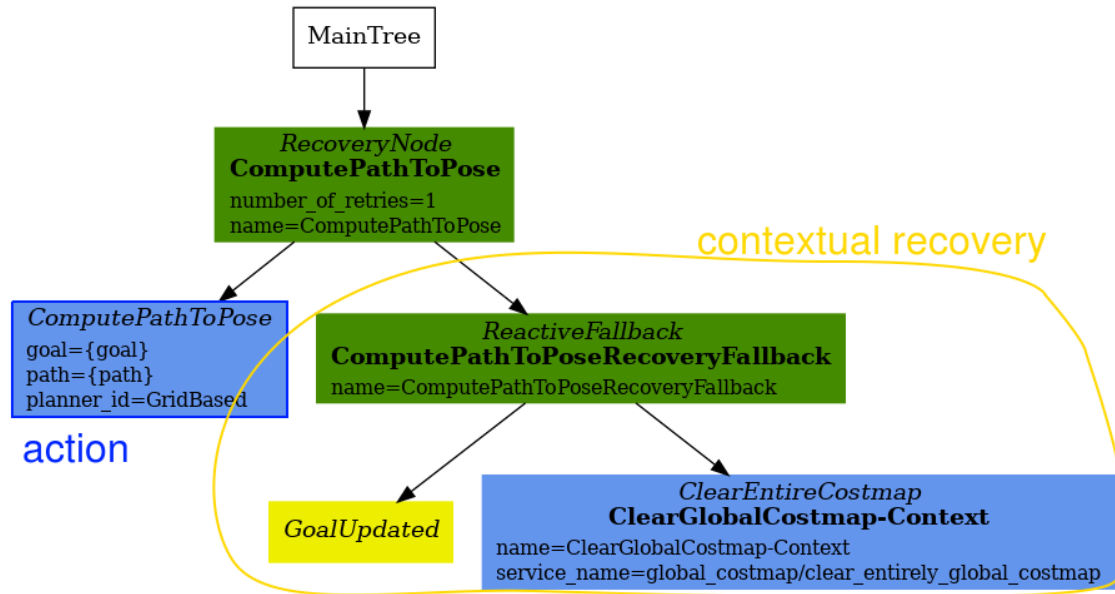 MainTree
RecoveryNode
ComputePathToPose
number_of_retries=1
name=ComputePathToPose
contextual recovery
ComputePathToPose
goal={goal}
path={path}
planner_id=GridBased
action
ReactiveFallback
ComputePathToPoseRecoveryFallback
name=ComputePathToPoseRecoveryFallback
GoalUpdated
ClearEntireCostmap
ClearGlobalCostmap-Context
name=ClearGlobalCostmap-Context
service_name=global_costmap/clear_entirely_global_costmap